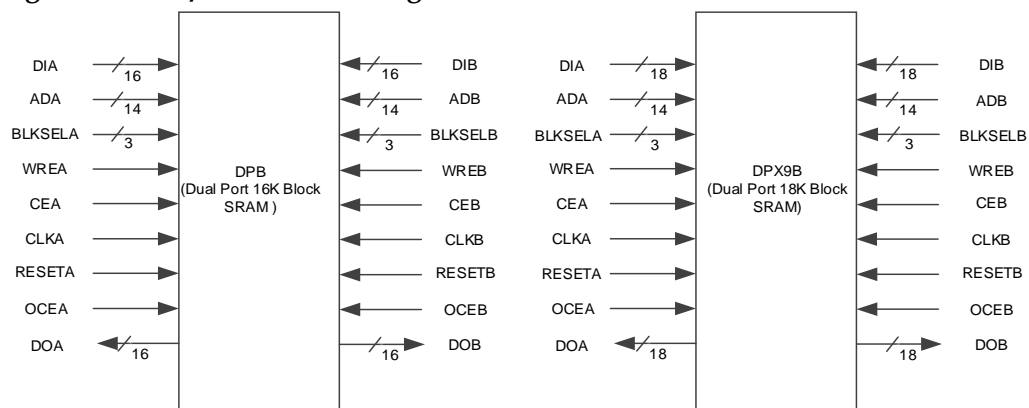 DIA 16 16 DIB
ADA 14 14 ADB
BLKSELA 3 3 BLKSELB
WREA WREB
CEA CEB
CLKA CLKB
RESETA RESETB
OCEA OCEB
DOA 16 16 DOB
DPB
(Dual Port 16K Block
SRAM )
DIA 18 18 DIB
ADA 14 14 ADB
BLKSELA 3 3 BLKSELB
WREA WREB
CEA CEB
CLKA CLKB
RESETA RESETB
OCEA OCEB
DOA 18 18 DOB
DPX9B
(Dual Port 18K Block
SRAM)